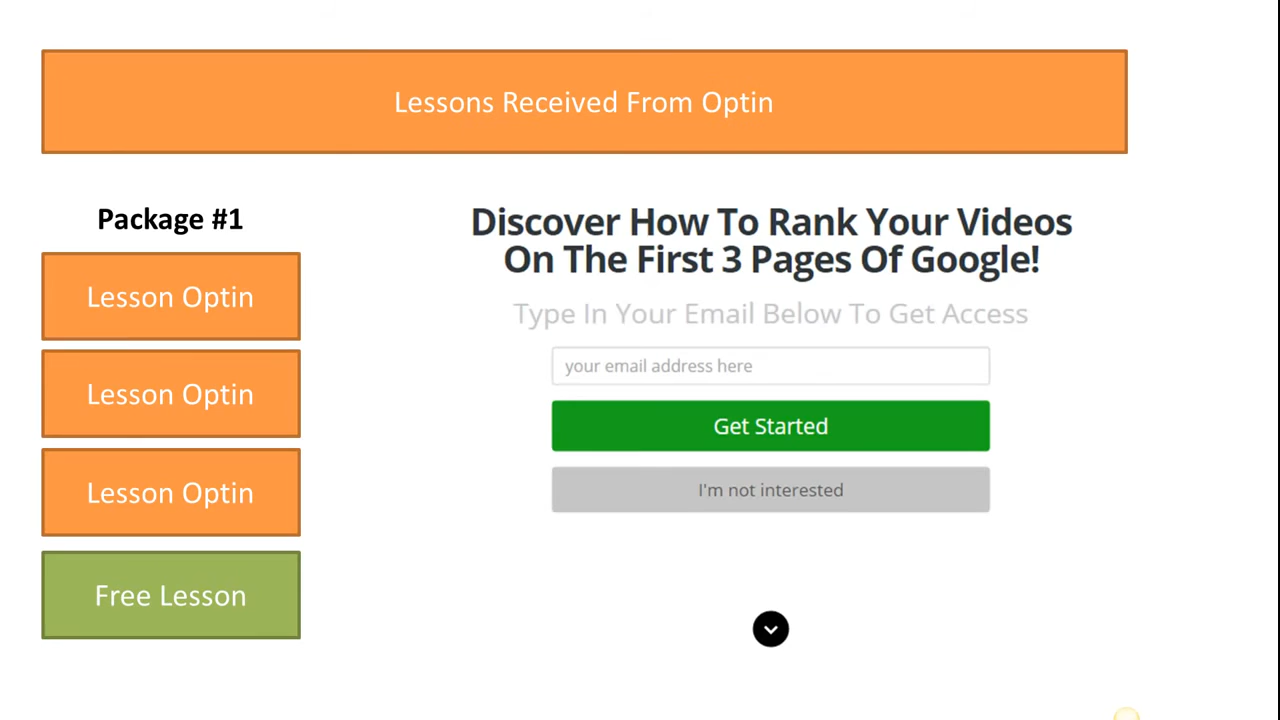 Lessons Received From Optin
Package #1
Lesson Optin
Lesson Optin
Lesson Optin
Free Lesson
Discover How To Rank Your Videos
On The First 3 Pages Of Google!
Type In Your Email Below To Get Access
your email address here
Get Started
I'm not interested